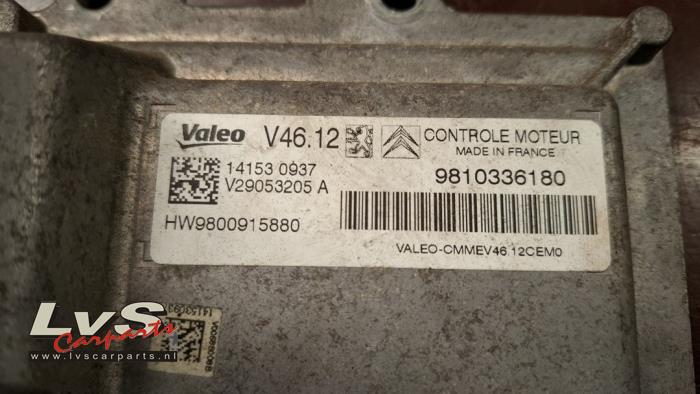 Valeo V46.12 CONTROLE MOTEUR
MADE IN FRANCE
14153 0937
V29053205 A
9810336180
HW9800915880
VALEO-CMMEV46.12CEM0
LvS
Carparts
www.lvscarparts.nl